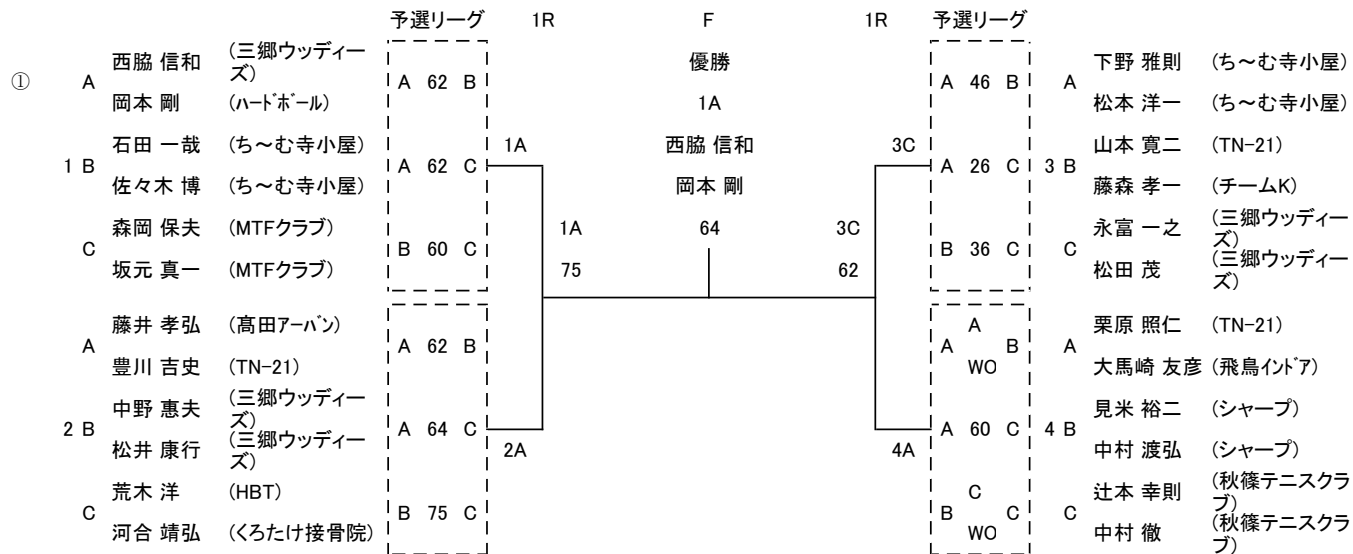 予選リーグ 1R F 1R 予選リーグ
① A 西脇 信和 (三郷ウッディーズ) A 62 B 優勝 A 46 B A 下野 雅則 (ち〜む寺小屋)
岡本 剛 (ハードボール) 1A 松本 洋一 (ち〜む寺小屋)
1 B 石田 一哉 (ち〜む寺小屋) A 62 C 1A 西脇 信和 3C A 26 C 3 B 山本 寛二 (TN-21)
佐々木 博 (ち〜む寺小屋) 岡本 剛 藤森 孝一 (チームK)
C 森岡 保夫 (MTFクラブ) B 60 C 1A 64 3C B 36 C C 永富 一之 (三郷ウッディーズ)
坂元 真一 (MTFクラブ) 75 62 松田 茂 (三郷ウッディーズ)
A 藤井 孝弘 (髙田アーバン) A 62 B A A WO B A 栗原 照仁 (TN-21)
豊川 吉史 (TN-21) 大馬崎 友彦 (飛鳥インドア)
2 B 中野 惠夫 (三郷ウッディーズ) A 64 C 2A 4A A 60 C 4 B 見米 裕二 (シャープ)
松井 康行 (三郷ウッディーズ) 中村 渡弘 (シャープ)
C 荒木 洋 (HBT) B 75 C B C WO C C 辻本 幸則 (秋篠テニスクラブ)
河合 靖弘 (くろたけ接骨院) 中村 徹 (秋篠テニスクラブ)